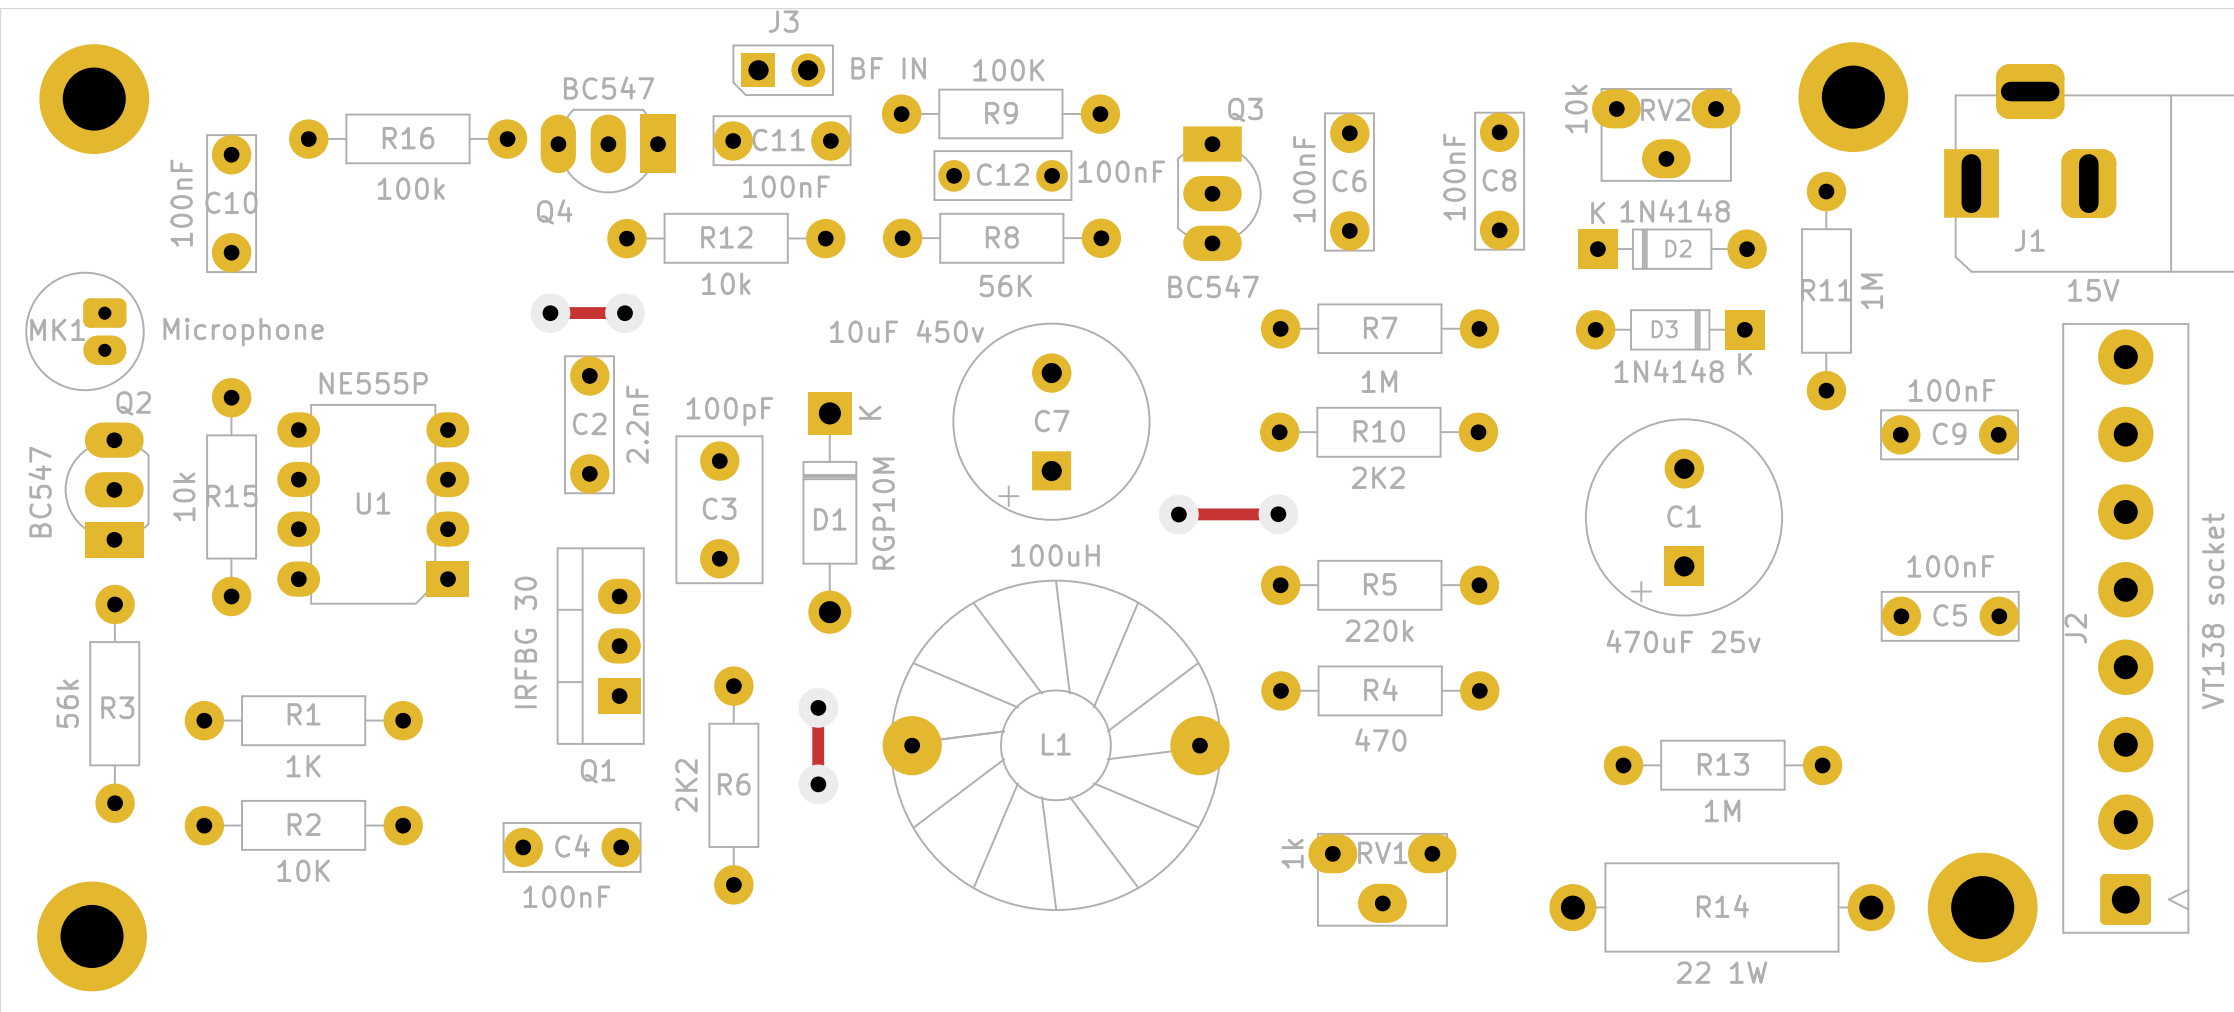 J3
BF IN
BC547
100K
R9
Q3
10k
RV2
R16
100k
C11
100nF
C12
100nF
100nF
C10
Q4
R12
10k
R8
56K
BC547
100nF
C6
100nF
C8
K 1N4148
D2
D3
1N4148 K
R11
1M
J1
15V
MK1
Microphone
10uF 450v
R7
1M
NE555P
Q2
BC547
10k
R15
U1
C2
2.2nF
100pF
C3
K
D1
RGP10M
C7
+
R10
2K2
100nF
C9
C1
+
470uF 25v
100nF
C5
J2
VT138 socket
100uH
L1
R5
220k
R4
470
IRFBG 30
Q1
56k
R3
R1
1K
R2
10K
2K2
R6
C4
100nF
1k
RV1
R13
1M
R14
22 1W